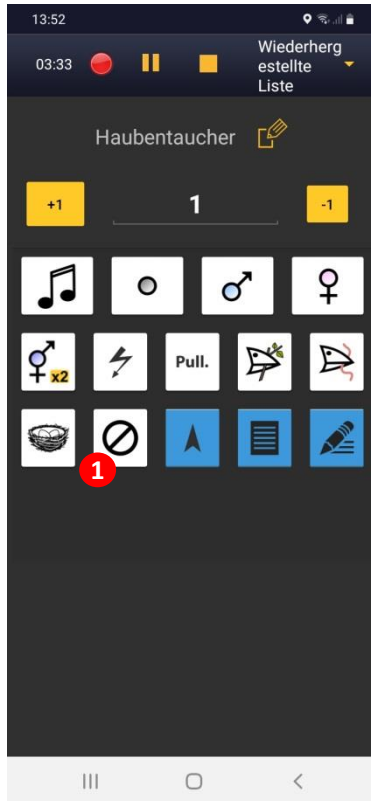 13:52
03:33
Wiederherg
estellte
Liste
Haubentaucher
+1
1
-1
x2
Pull.
1